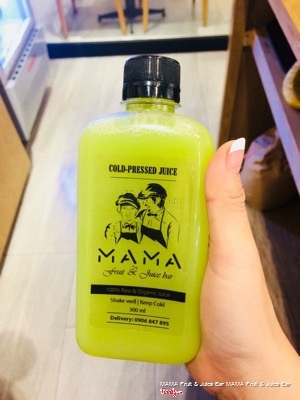 COLD-PRESSED JUICE
MAMA
Fruit & Juice bar
100% Raw & Organic Juice
Shake well | Keep Cold
300 ml
Delivery: 0906 847 895
MAMA Fruit & Juice Bar MAMA Fruit & Juice Bar